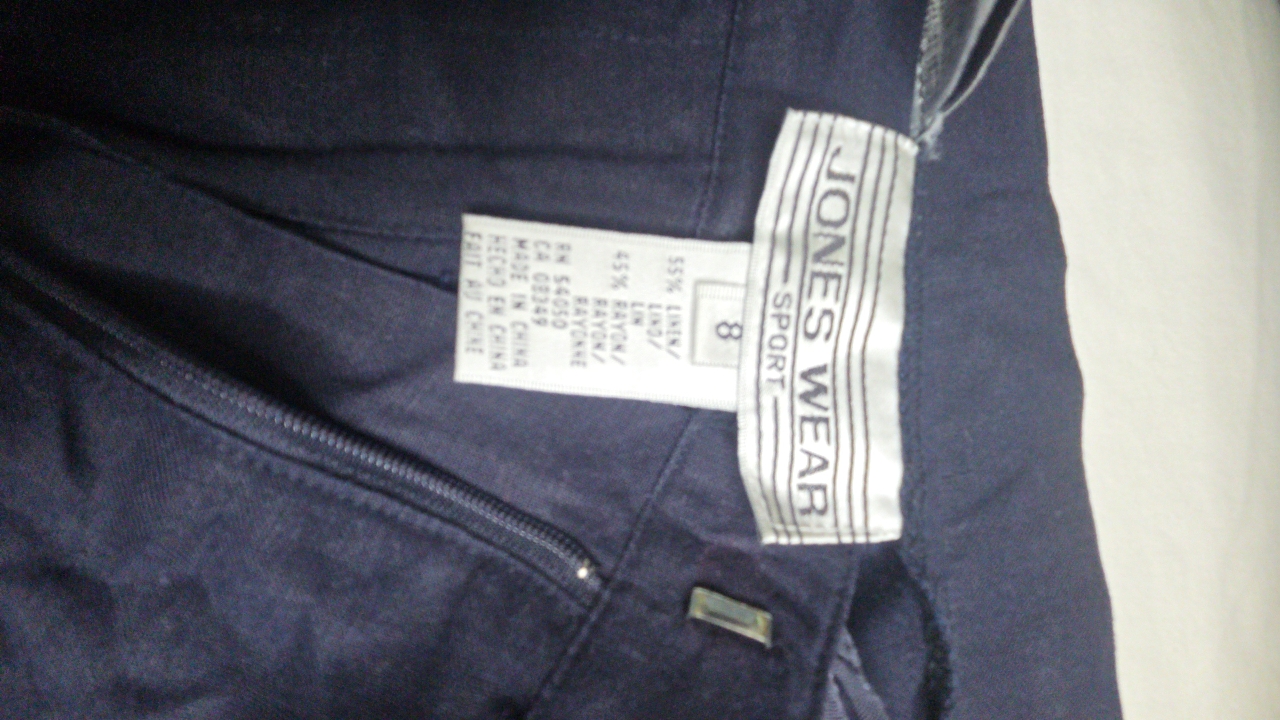 JONES WEAR
SPORT
8
55% LINEN/
LINO/
LIN
45% RAYON/
RAYON/
RAYONNE
RN 54050
CA 08349
MADE IN CHINA
HECHO EN CHINA
FAIT AU CHINE